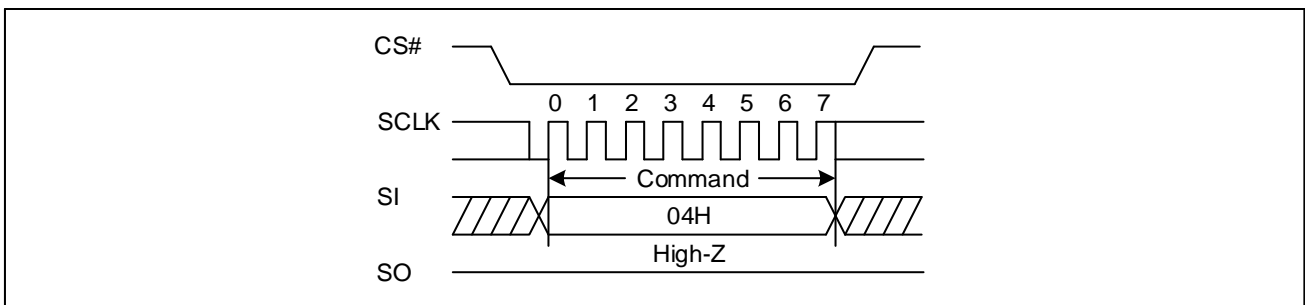 CS#
0 1 2 3 4 5 6 7
SCLK
Command
SI
04H
High-Z
SO